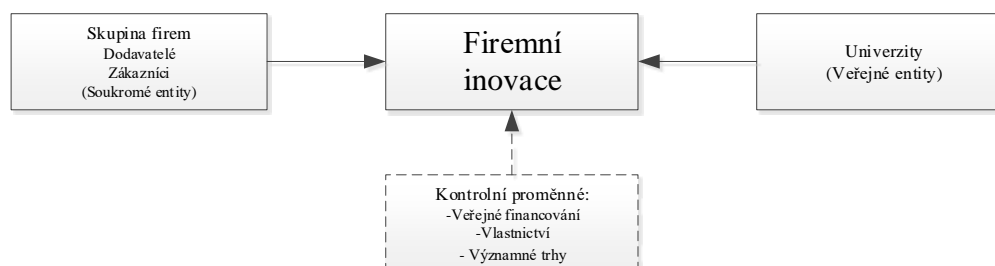 Skupina firem
Dodavatelé
Zákazníci
(Soukromé entity)
Firemní
inovace
Univerzity
(Veřejné entity)
Kontrolní proměnné:
-Veřejné financování
-Vlastnictví
- Významné trhy